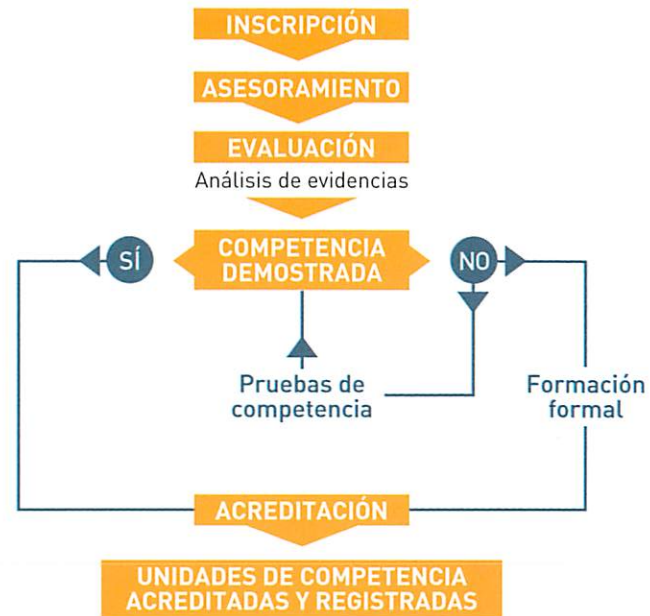 INSCRIPCIÓN
ASESORAMIENTO
EVALUACIÓN
Análisis de evidencias
SÍ
COMPETENCIA
DEMOSTRADA
NO
Pruebas de
competencia
Formación
formal
ACREDITACIÓN
UNIDADES DE COMPETENCIA
ACREDITADAS Y REGISTRADAS